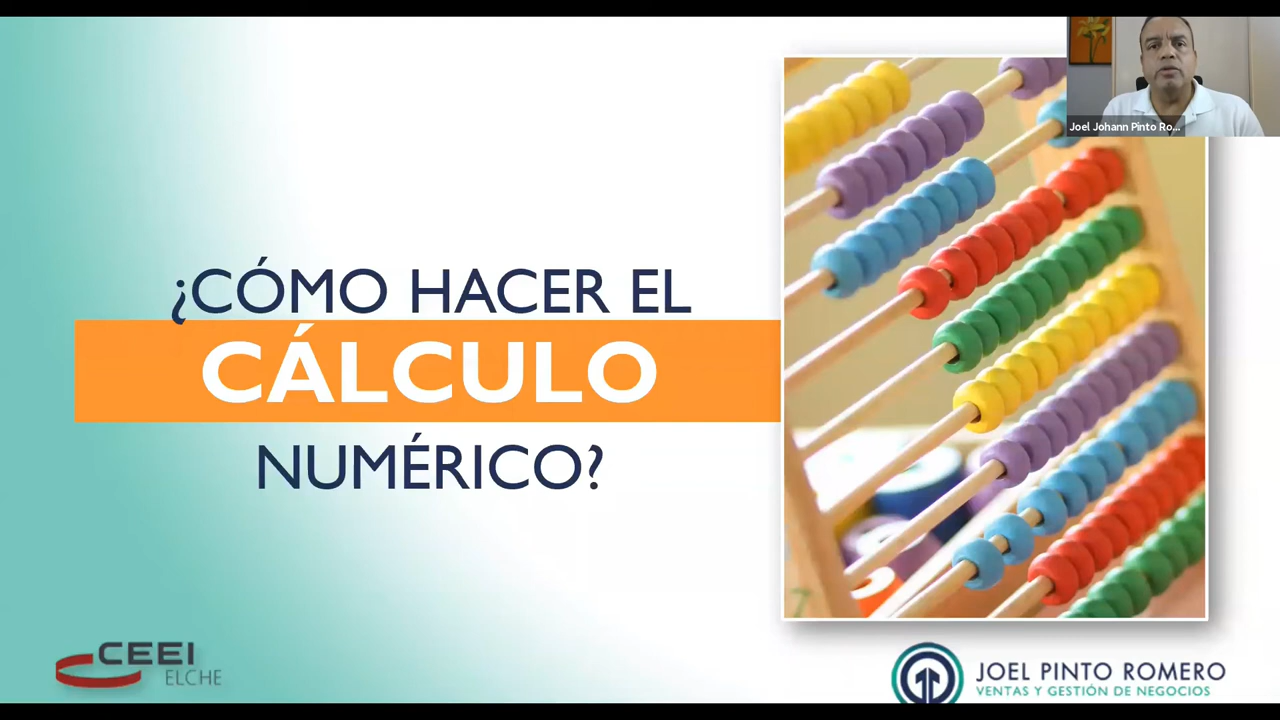 Joel Johann Pinto Ro...
¿CÓMO HACER EL
CÁLCULO
NUMÉRICO?
CEEI
ELCHE
JOEL PINTO ROMERO
VENTAS Y GESTIÓN DE NEGOCIOS